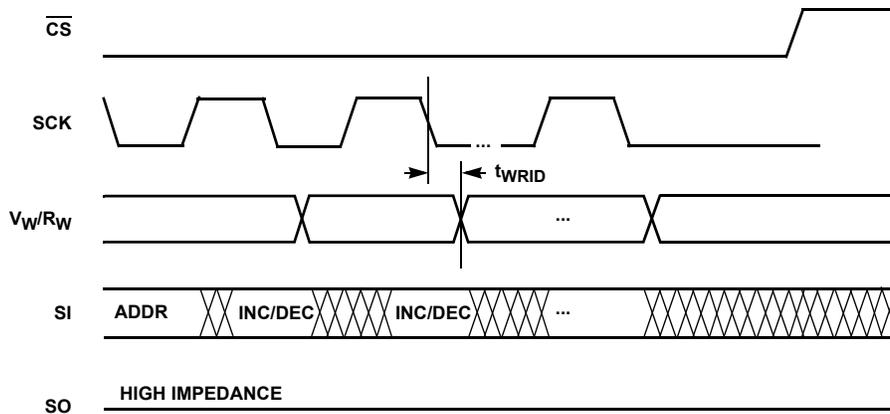 CS
SCK
...
tWRID
VW/RW
...
SI ADDR INC/DEC INC/DEC ...
HIGH IMPEDANCE
SO